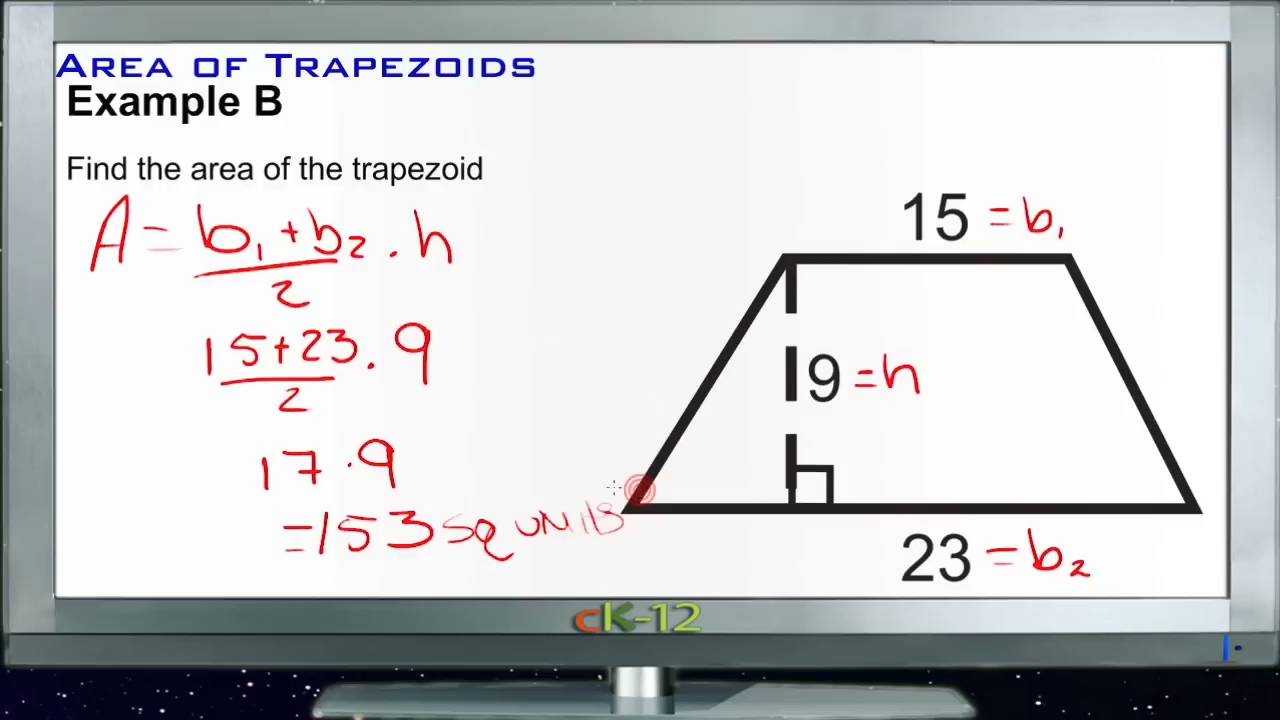 AREA OF TRAPEZOIDS
Example B
Find the area of the trapezoid
A = b₁ + b₂ . h
2
15 + 23 . 9
2
17 . 9
= 153 SQ UNITS
15 = b₁
9 = h
23 = b₂
cK-12